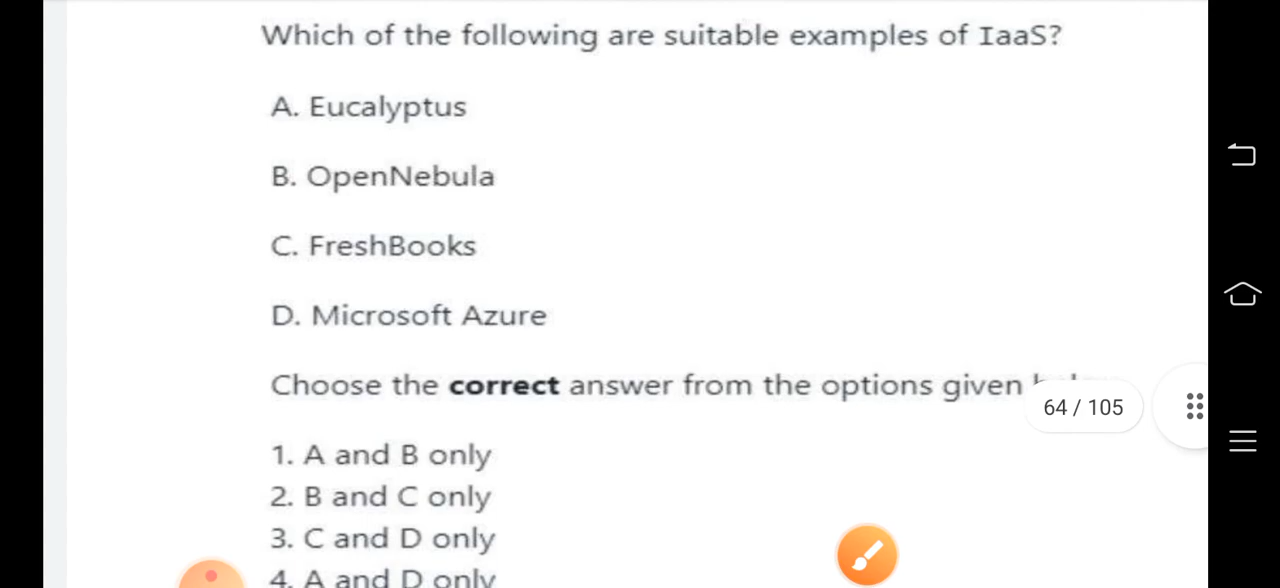 Which of the following are suitable examples of IaaS?
A. Eucalyptus
B. OpenNebula
C. FreshBooks
D. Microsoft Azure
Choose the correct answer from the options given
64 / 105
1. A and B only
2. B and C only
3. C and D only
4. A and D only